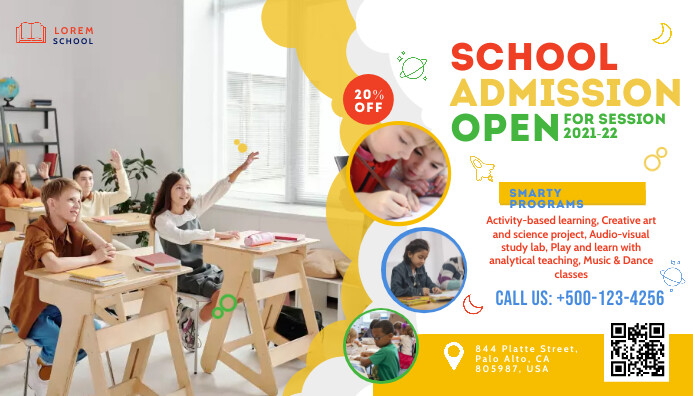 LOREM
SCHOOL
20%
OFF
SCHOOL
ADMISSION
OPEN FOR SESSION
2021-22
SMARTY
PROGRAMS
Activity-based learning, Creative art
and science project, Audio-visual
study lab, Play and learn with
analytical teaching, Music & Dance
classes
CALL US: +500-123-4256
844 Platte Street,
Palo Alto, CA
805987, USA